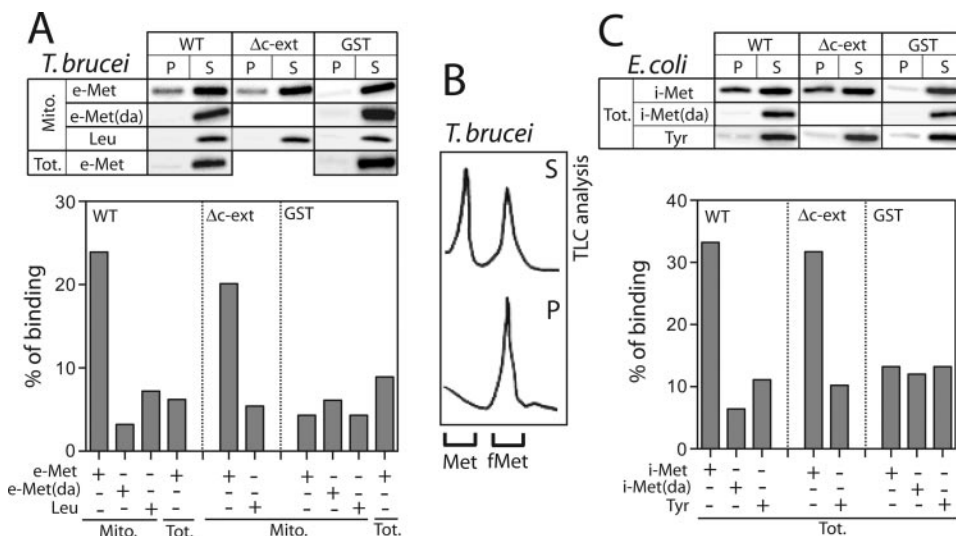 A
T. brucei
WT Δc-ext GST
P S P S P S
Mito. e-Met
e-Met(da)
Leu
Tot. e-Met
30
20
10
0
% of binding
WT Δc-ext GST
e-Met + - - + + - + - - +
e-Met(da) - + - - - - - + - -
Leu - - + - - + - - + -
Mito. Tot. Mito. Tot.
B
T. brucei
S
P
TLC analysis
Met fMet
C
E. coli
WT Δc-ext GST
P S P S P S
Tot. i-Met
i-Met(da)
Tyr
40
30
20
10
0
% of binding
WT Δc-ext GST
i-Met + - - + - + - -
i-Met(da) - + - - - - + -
Tyr - - + - + - - +
Tot.